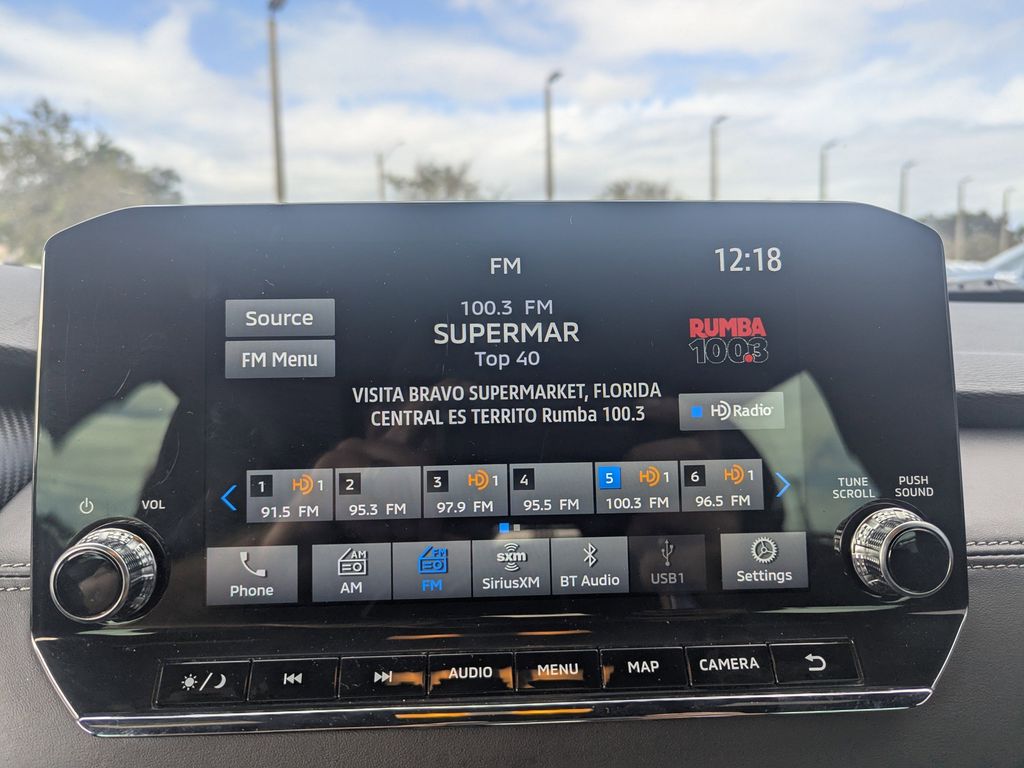 FM
12:18
Source
FM Menu
100.3 FM
SUPERMAR
Top 40
RUMBA
100.3
VISITA BRAVO SUPERMARKET, FLORIDA
CENTRAL ES TERRITO Rumba 100.3
HD Radio
1 HD 1
91.5 FM
2
95.3 FM
3 HD 1
97.9 FM
4
95.5 FM
5 HD 1
100.3 FM
6 HD 1
96.5 FM
VOL
TUNE
SCROLL
PUSH
SOUND
Phone
AM
AM
FM
FM
sxm
SiriusXM
BT Audio
USB1
Settings
AUDIO
MENU
MAP
CAMERA